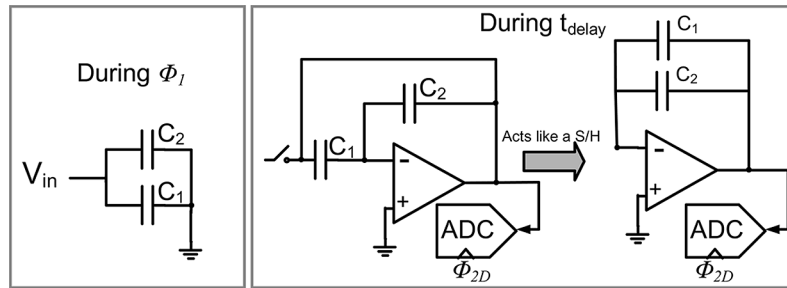 During Φ1
C2
Vin
C1
During tdelay
C2
C1
-
+
ADC
Φ2D
Acts like a S/H
C1
C2
-
+
ADC
Φ2D